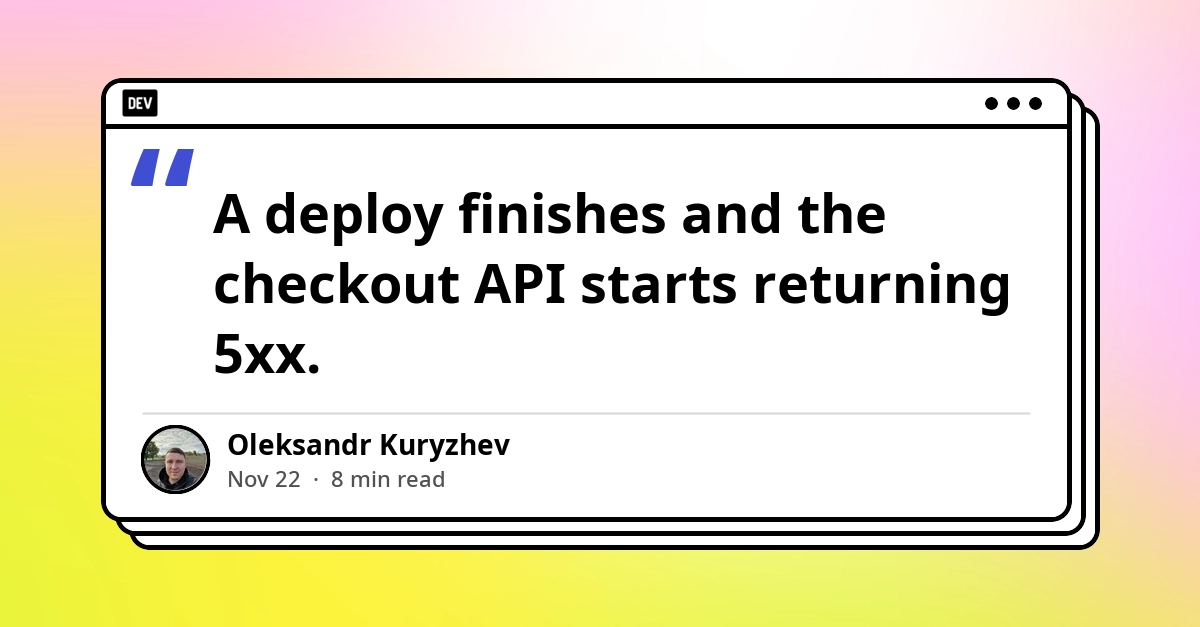 DEV
“
A deploy finishes and the
checkout API starts returning
5xx.
Oleksandr Kuryzhev
Nov 22 · 8 min read